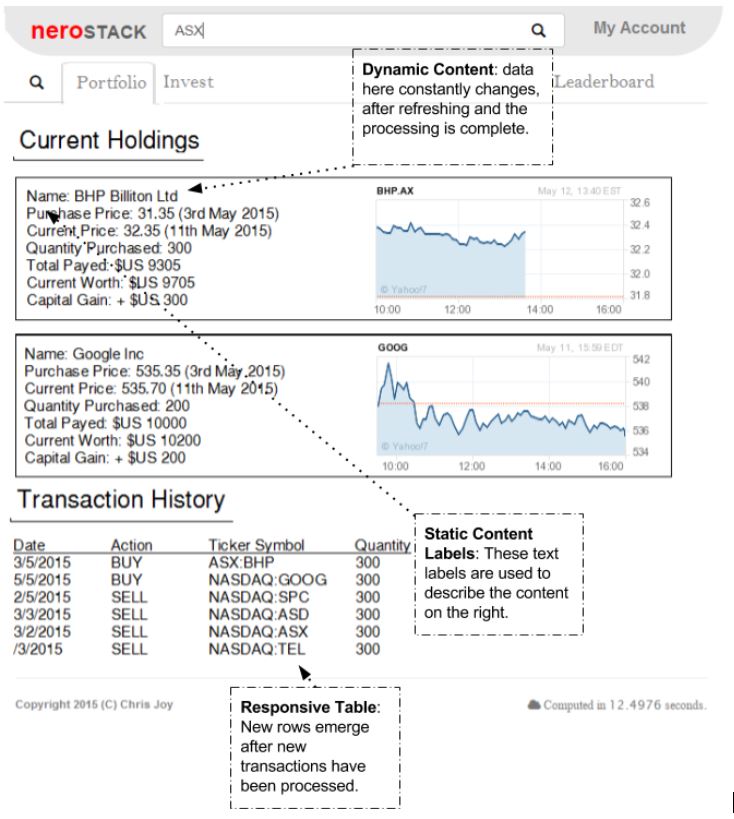 neroSTACK ASX My Account
Portfolio Invest Leaderboard
Dynamic Content: data
here constantly changes,
after refreshing and the
processing is complete.
Current Holdings
Name: BHP Billiton Ltd
Purchase Price: 31.35 (3rd May 2015)
Current Price: 32.35 (11th May 2015)
Quantity Purchased: 300
Total Payed: $US 9305
Current Worth: $US 9705
Capital Gain: + $US 300
BHP.AX May 12, 13:40 EST
32.6
32.4
32.2
32.0
31.8
© Yahoo!7
10:00 12:00 14:00 16:00
Name: Google Inc
Purchase Price: 535.35 (3rd May 2015)
Current Price: 535.70 (11th May 2015)
Quantity Purchased: 200
Total Payed: $US 10000
Current Worth: $US 10200
Capital Gain: + $US 200
GOOG May 11, 15:59 EDT
542
540
538
536
534
© Yahoo!7
10:00 12:00 14:00 16:00
Transaction History
Date Action Ticker Symbol Quantity
3/5/2015 BUY ASX:BHP 300
5/5/2015 BUY NASDAQ:GOOG 300
2/5/2015 SELL NASDAQ:SPC 300
3/3/2015 SELL NASDAQ:ASD 300
3/2/2015 SELL NASDAQ:ASX 300
/3/2015 SELL NASDAQ:TEL 300
Static Content
Labels: These text
labels are used to
describe the content
on the right.
Copyright 2015 (C) Chris Joy
Computed in 12.4976 seconds.
Responsive Table:
New rows emerge
after new
transactions have
been processed.